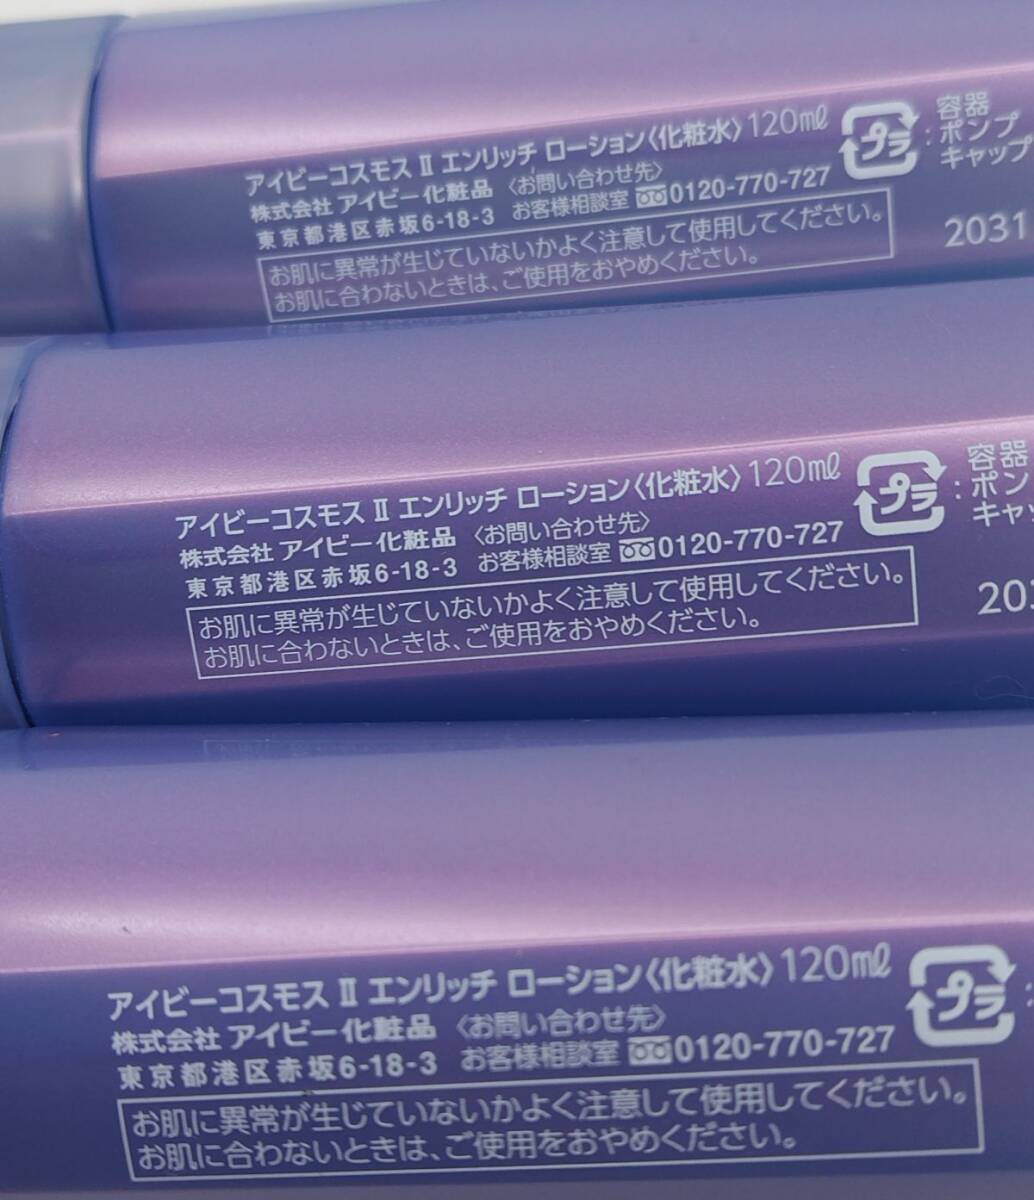 アイビーコスモス Ⅱ エンリッチ ローション〈化粧水〉120mℓ
株式会社 アイビー化粧品 〈お問い合わせ先〉
東京都港区赤坂6-18-3 お客様相談室 0120-770-727
お肌に異常が生じていないかよく注意して使用してください。
お肌に合わないときは、ご使用をおやめください。
プラ
容器
:ポンプ
キャップ
2031
アイビーコスモス Ⅱ エンリッチ ローション〈化粧水〉120mℓ
株式会社 アイビー化粧品 〈お問い合わせ先〉
東京都港区赤坂6-18-3 お客様相談室 0120-770-727
お肌に異常が生じていないかよく注意して使用してください。
お肌に合わないときは、ご使用をおやめください。
プラ
容器
:ポン
キャッ
20
アイビーコスモス Ⅱ エンリッチ ローション〈化粧水〉120mℓ
株式会社 アイビー化粧品 〈お問い合わせ先〉
東京都港区赤坂6-18-3 お客様相談室 0120-770-727
お肌に異常が生じていないかよく注意して使用してください。
お肌に合わないときは、ご使用をおやめください。
プラ